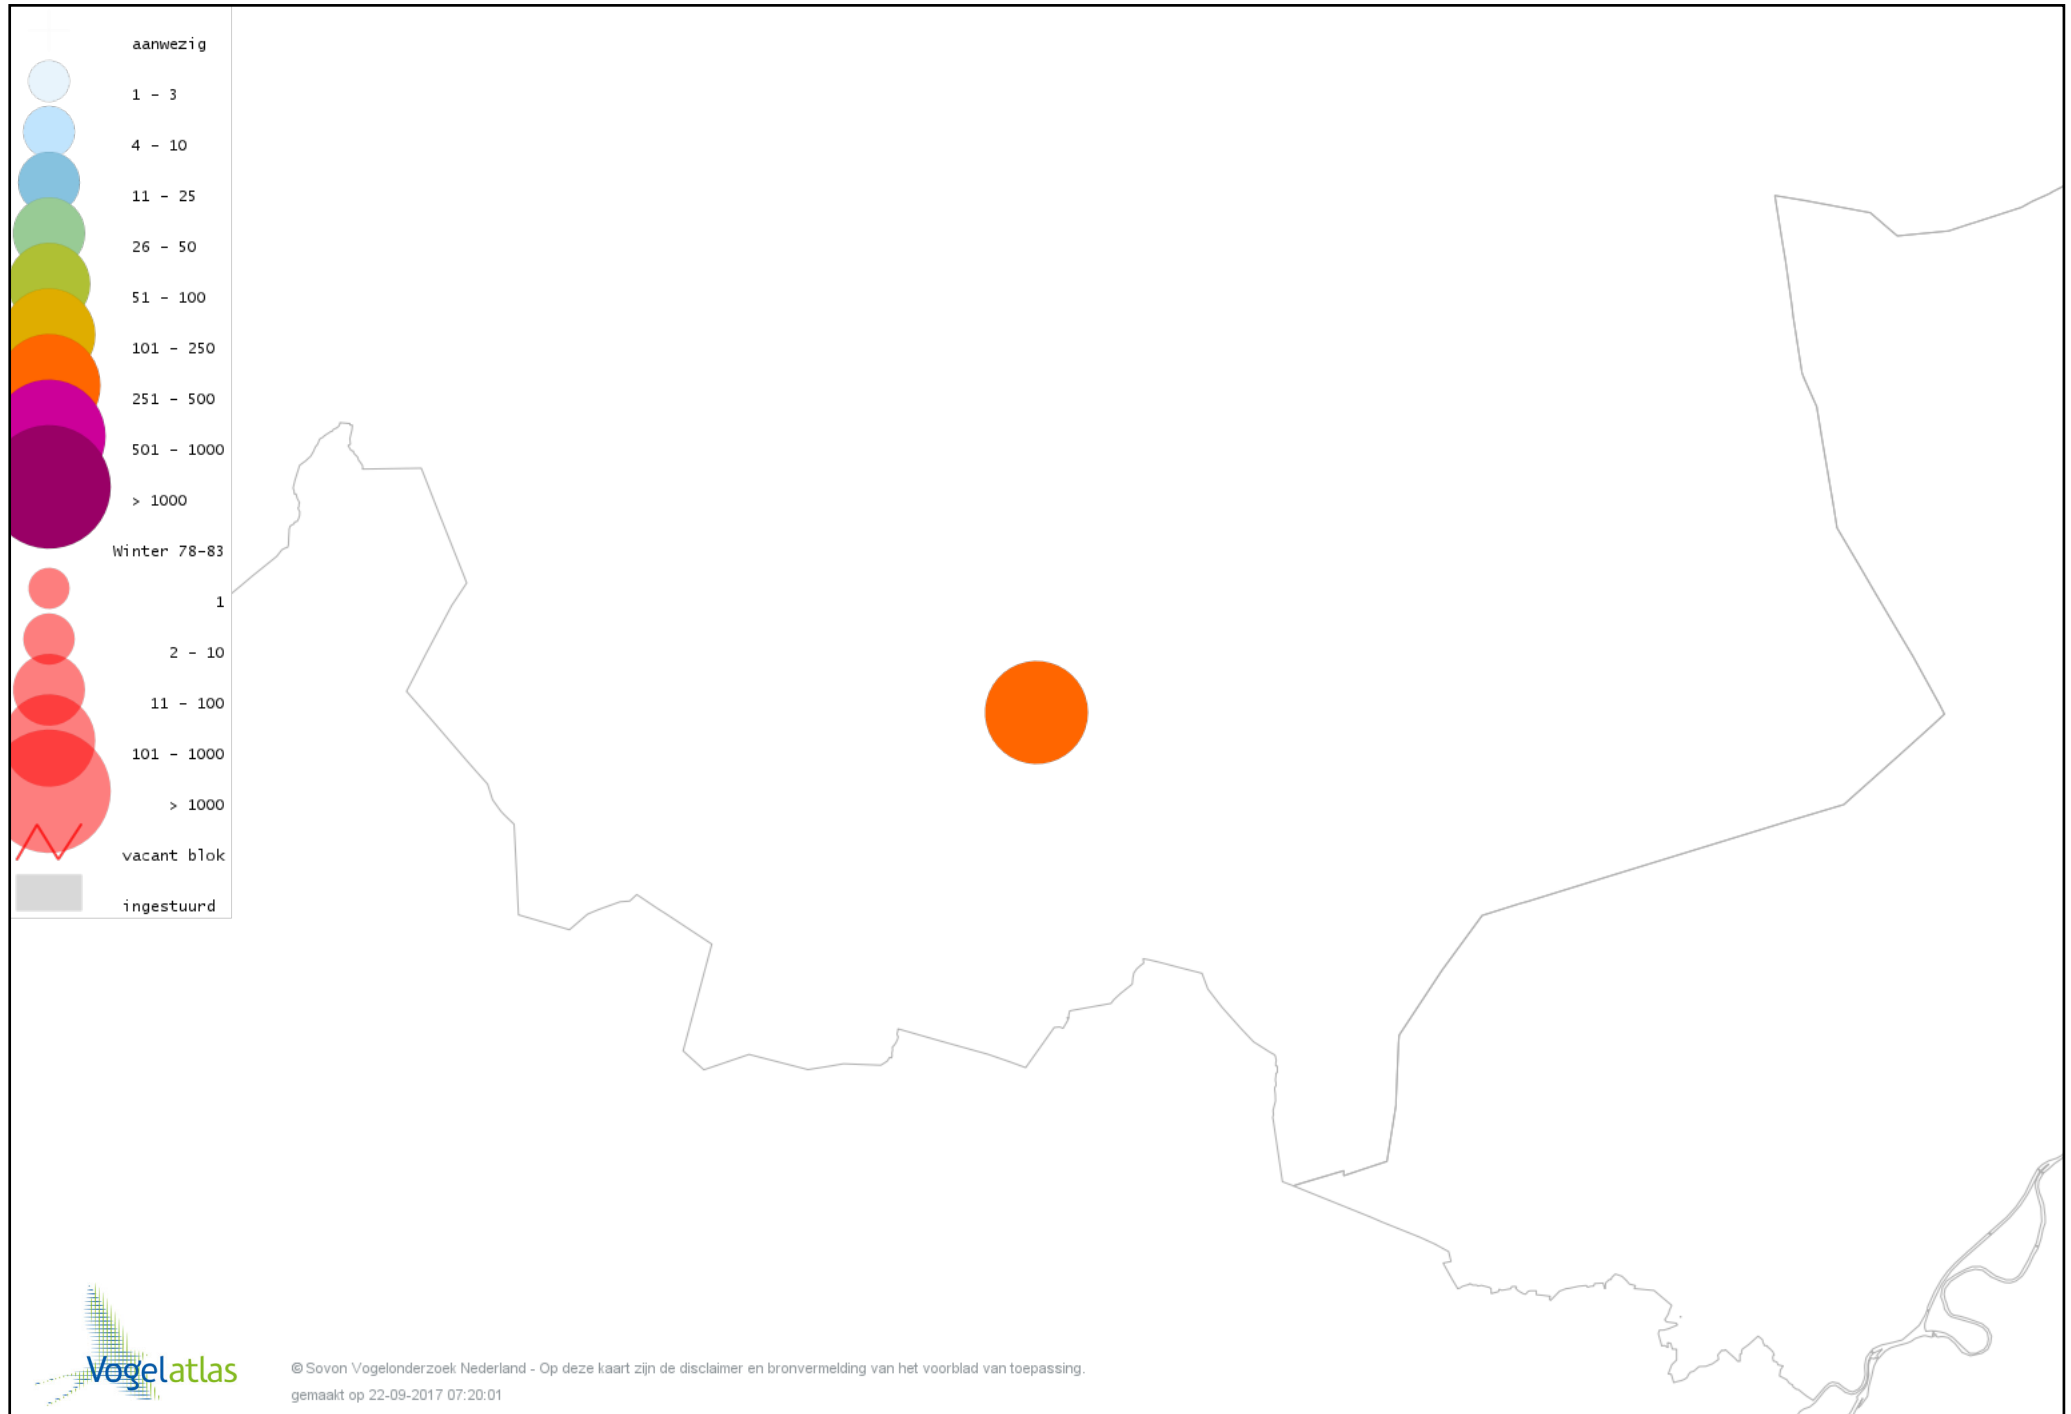 aanwezig
1 - 3
4 - 10
11 - 25
26 - 50
51 - 100
101 - 250
251 - 500
501 - 1000
> 1000
Winter 78-83
1
2 - 10
11 - 100
101 - 1000
> 1000
vacant blok
ingestuurd
Vogelatlas
© Sovon Vogelonderzoek Nederland - Op deze kaart zijn de disclaimer en bronvermelding van het voorblad van toepassing.
gemaakt op 22-09-2017 07:20:01